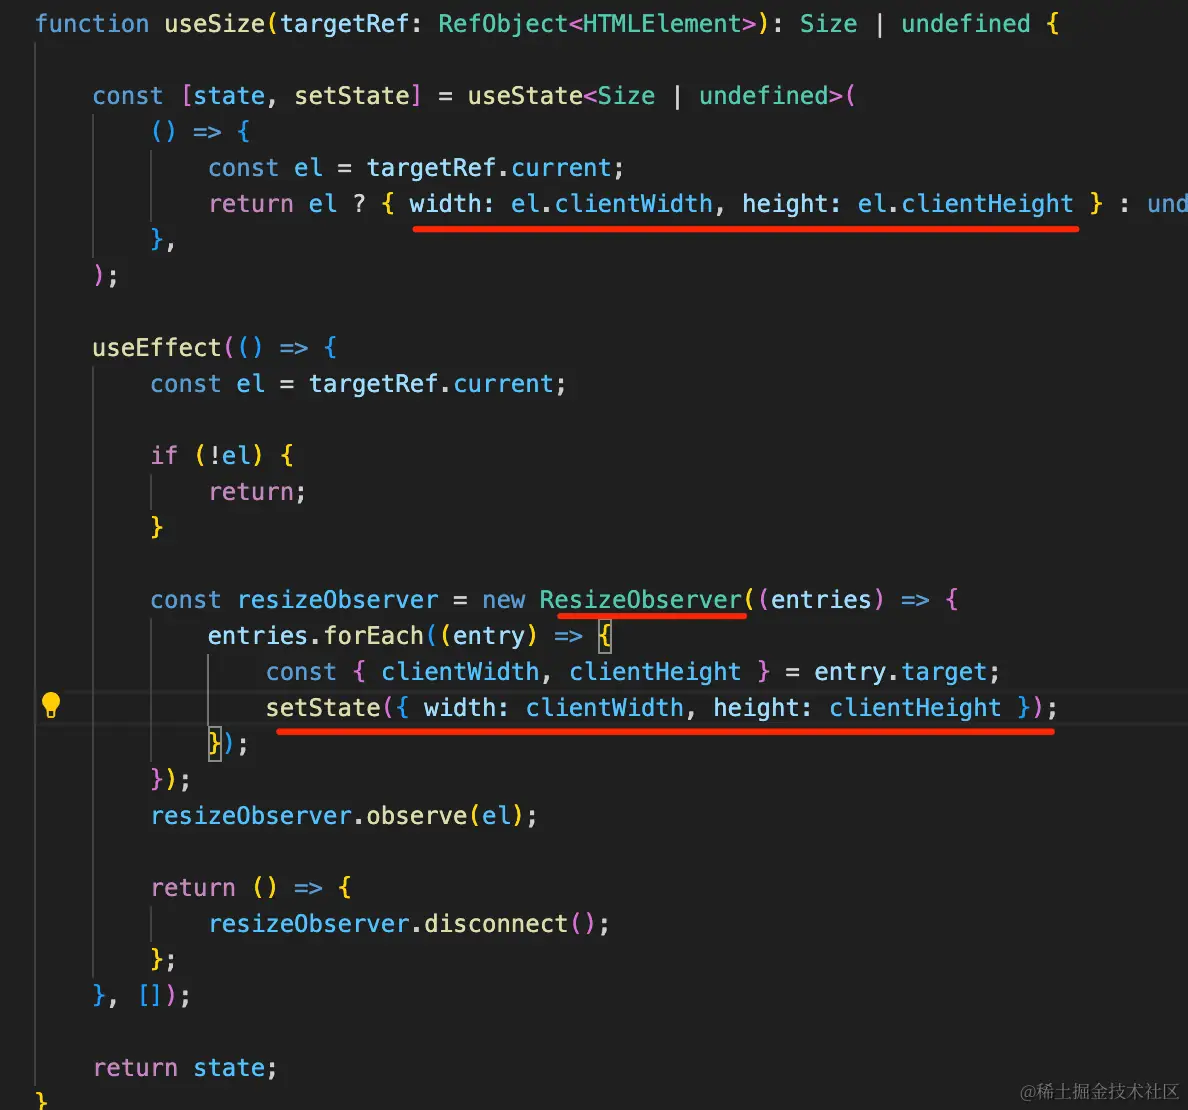 function useSize(targetRef: RefObject<HTMLElement>): Size | undefined {
const [state, setState] = useState<Size | undefined>(
() => {
const el = targetRef.current;
return el ? { width: el.clientWidth, height: el.clientHeight } : und
},
);
useEffect(() => {
const el = targetRef.current;
if (!el) {
return;
}
const resizeObserver = new ResizeObserver((entries) => {
entries.forEach((entry) => {
const { clientWidth, clientHeight } = entry.target;
setState({ width: clientWidth, height: clientHeight });
});
});
resizeObserver.observe(el);
return () => {
resizeObserver.disconnect();
};
}, []);
return state;
}
@稀土掘金技术社区